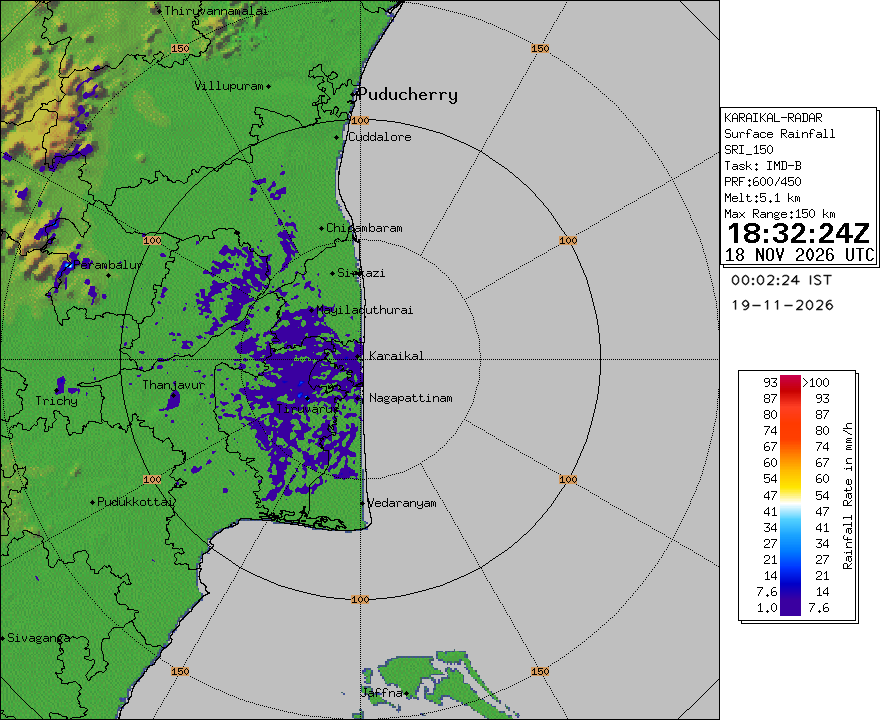 Thiruvannamalai
150
150
Villupuram
Puducherry
100
Cuddalore
Chidambaram
100
100
Perambalur
Sirkazi
Mayiladuthurai
Karaikal
Thanjavur
Trichy
Nagapattinam
Tiruvarur
100
100
Pudukkottai
Vedaranyam
100
Sivaganga
150
150
Jaffna
KARAIKAL-RADAR
Surface Rainfall
SRI_150
Task: IMD-B
PRF:600/450
Melt:5.1 km
Max Range:150 km
18:32:24Z
18 NOV 2026 UTC
00:02:24 IST
19-11-2026
93 >100
87 93
80 87
74 80
67 74
60 67
54 60
47 54
41 47
34 41
27 34
21 27
14 21
7.6 14
1.0 7.6
Rainfall Rate in mm/h